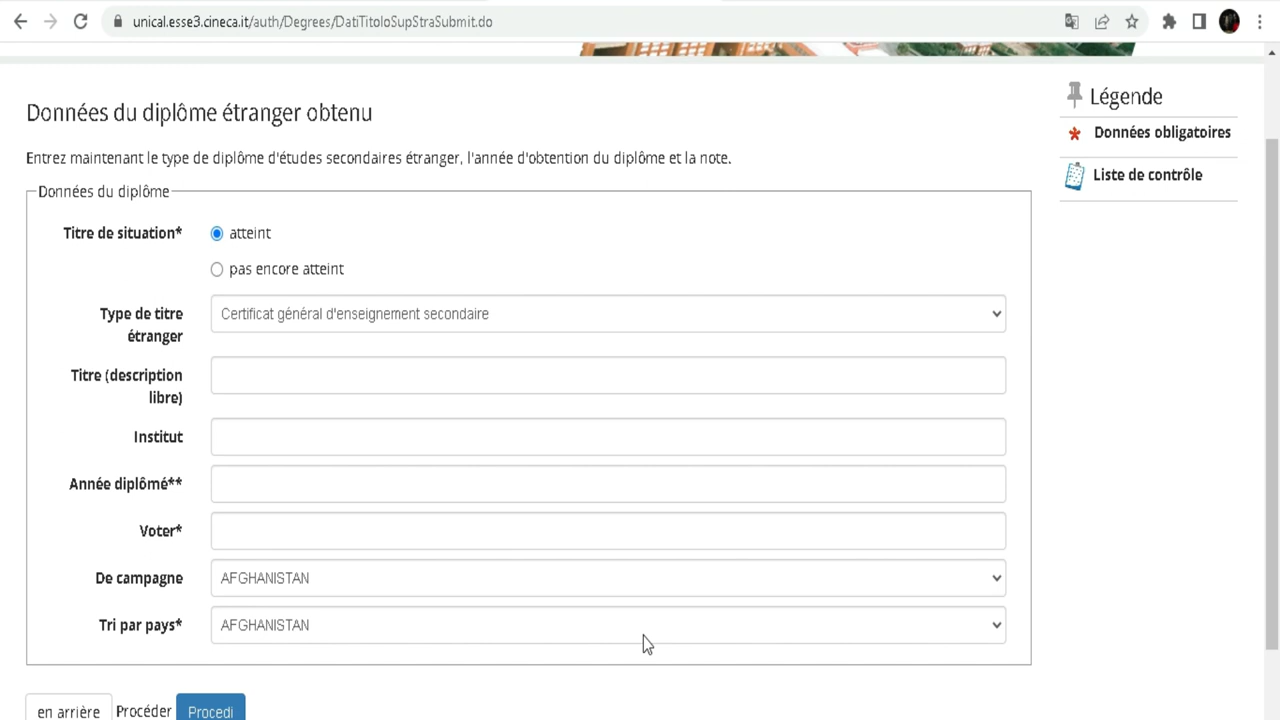 unical.esse3.cineca.it/auth/Degrees/DatiTitoloSupStraSubmit.do
Données du diplôme étranger obtenu
Entrez maintenant le type de diplôme d'études secondaires étranger, l'année d'obtention du diplôme et la note.
Données du diplôme
Titre de situation* atteint
pas encore atteint
Type de titre étranger Certificat général d'enseignement secondaire
Titre (description libre)
Institut
Année diplômé**
Voter*
De campagne AFGHANISTAN
Tri par pays* AFGHANISTAN
en arrière Procéder Procedi
Légende
* Données obligatoires
Liste de contrôle